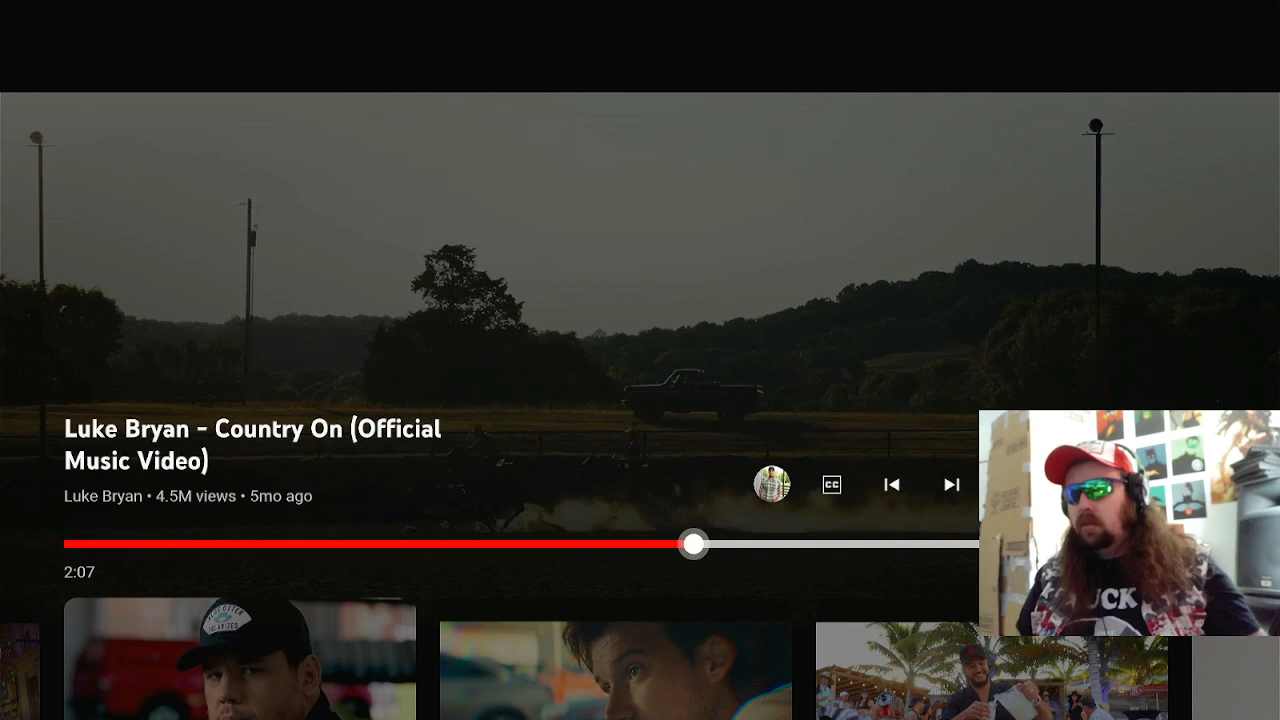 Luke Bryan - Country On (Official
Music Video)
Luke Bryan • 4.5M views • 5mo ago
CC
2:07
UCK